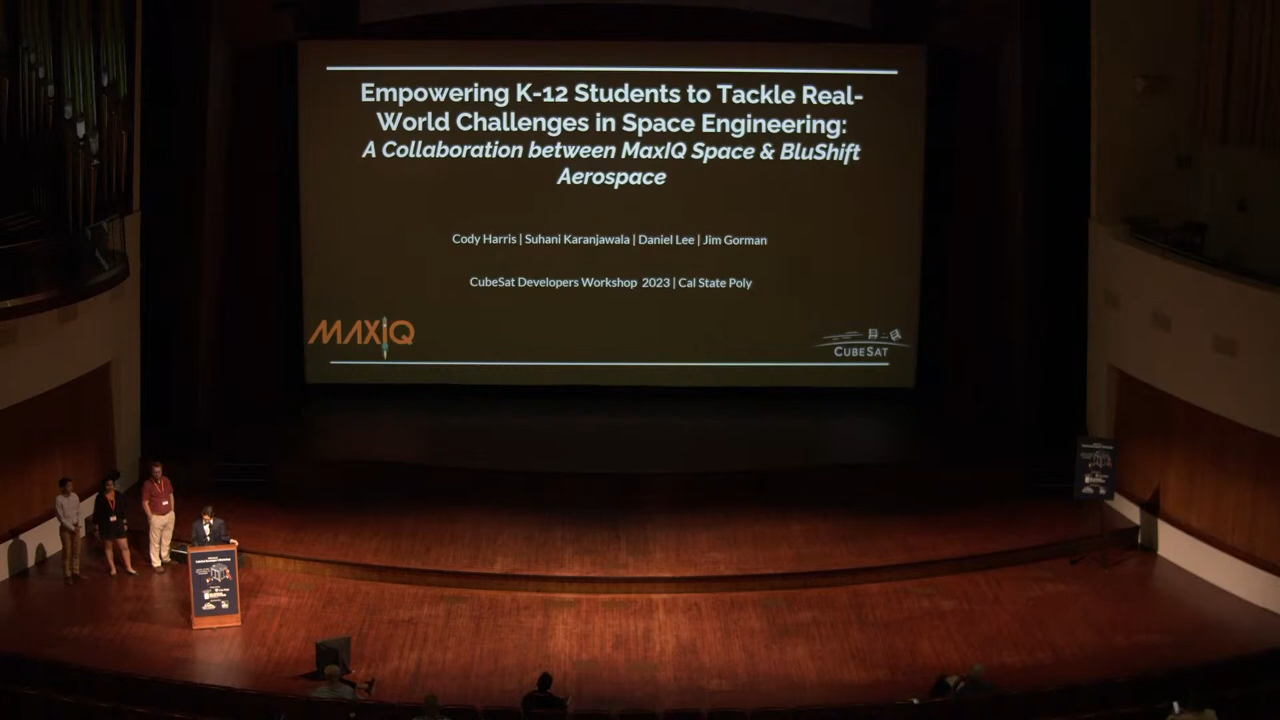 Empowering K-12 Students to Tackle Real-
World Challenges in Space Engineering:
A Collaboration between MaxIQ Space & BluShift
Aerospace
Cody Harris | Suhani Karanjawala | Daniel Lee | Jim Gorman
CubeSat Developers Workshop 2023 | Cal State Poly
MAXIQ
CUBESAT